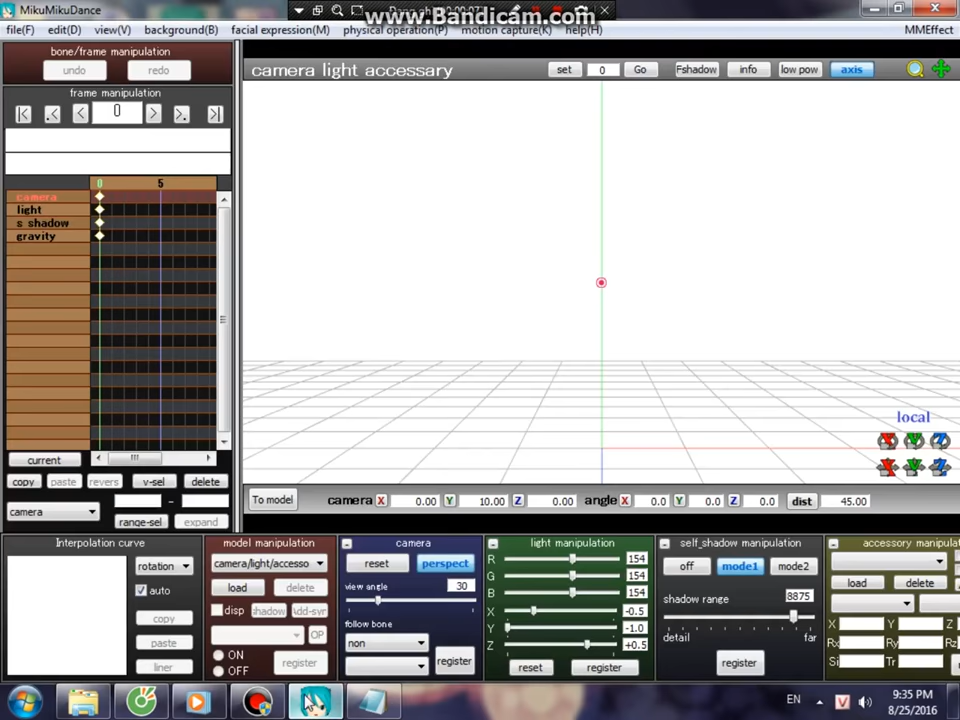 MikuMikuDance
www.Bandicam.com
file(F) edit(D) view(V) background(B) facial expression(M) physical operation(P) motion capture(K) help(H) MMEffect
bone/frame manipulation
undo redo
frame manipulation
0
camera light accessary set 0 Go Fshadow info low pow axis
0 5
camera
light
s shadow
gravity
current
copy paste revers v-sel delete
camera -
range-sel expand
local
To model camera X 0.00 Y 10.00 Z 0.00 angle X 0.0 Y 0.0 Z 0.0 dist 45.00
Interpolation curve
rotation
auto
copy
paste
liner
model manipulation
camera/light/accesso
load delete
disp shadow add-syn
OP
ON
OFF
register
camera
reset perspect
view angle 30
follow bone
non
register
light manipulation
R 154
G 154
B 154
X -0.5
Y -1.0
Z +0.5
reset register
self_shadow manipulation
off mode1 mode2
shadow range 8875
detail far
register
accessory manipulat
load delete
X Y Z
Rx Ry Rz
Si Tr
EN V 9:35 PM
8/25/2016